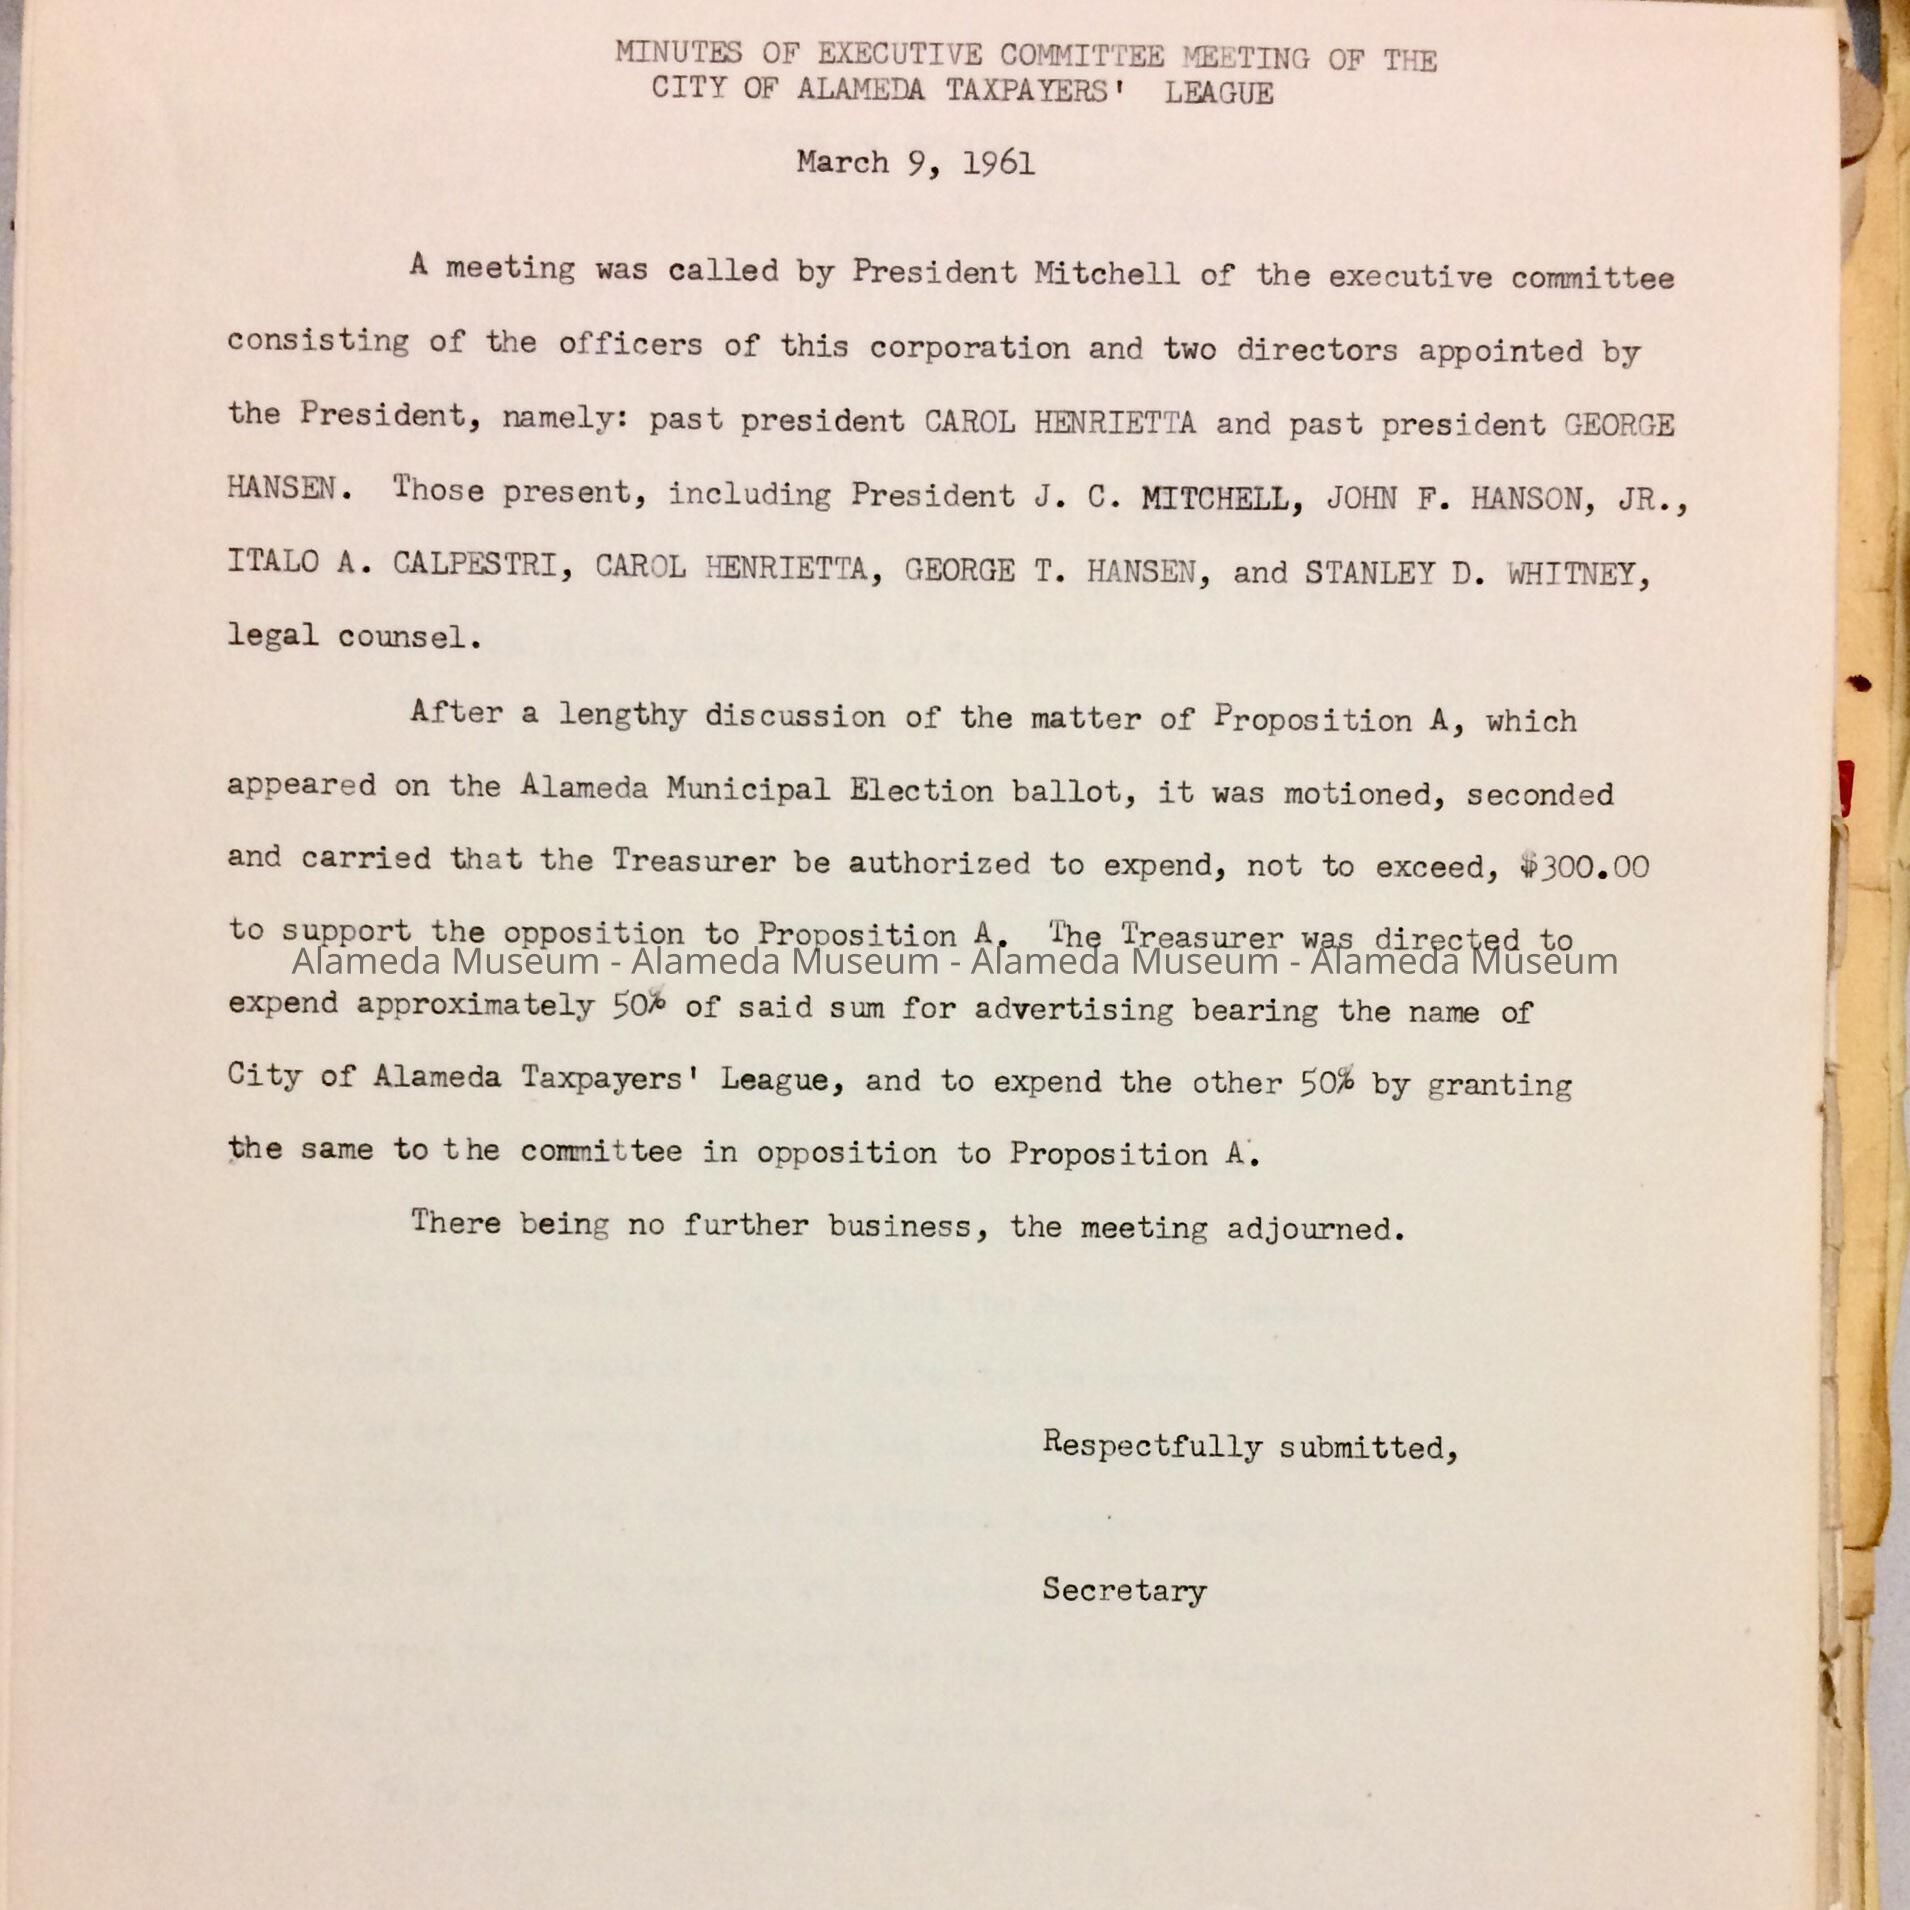 MINUTES OF EXECUTIVE COMMITTEE MEETING OF THE
CITY OF ALAMEDA TAXPAYERS' LEAGUE
March 9, 1961
A meeting was called by President Mitchell of the executive committee
consisting of the officers of this corporation and two directors appointed by
the President, namely: past president CAROL HENRIETTA and past president GEORGE
HANSEN. Those present, including President J. C. MITCHELL, JOHN F. HANSON, JR.,
ITALO A. CALPESTRI, CAROL HENRIETTA, GEORGE T. HANSEN, and STANLEY D. WHITNEY,
legal counsel.
After a lengthy discussion of the matter of Proposition A, which
appeared on the Alameda Municipal Election ballot, it was motioned, seconded
and carried that the Treasurer be authorized to expend, not to exceed, $300.00
to support the opposition to Proposition A. The Treasurer was directed to
Alameda Museum - Alameda Museum - Alameda Museum - Alameda Museum
expend approximately 50% of said sum for advertising bearing the name of
City of Alameda Taxpayers' League, and to expend the other 50% by granting
the same to the committee in opposition to Proposition A.
There being no further business, the meeting adjourned.
Respectfully submitted,
Secretary